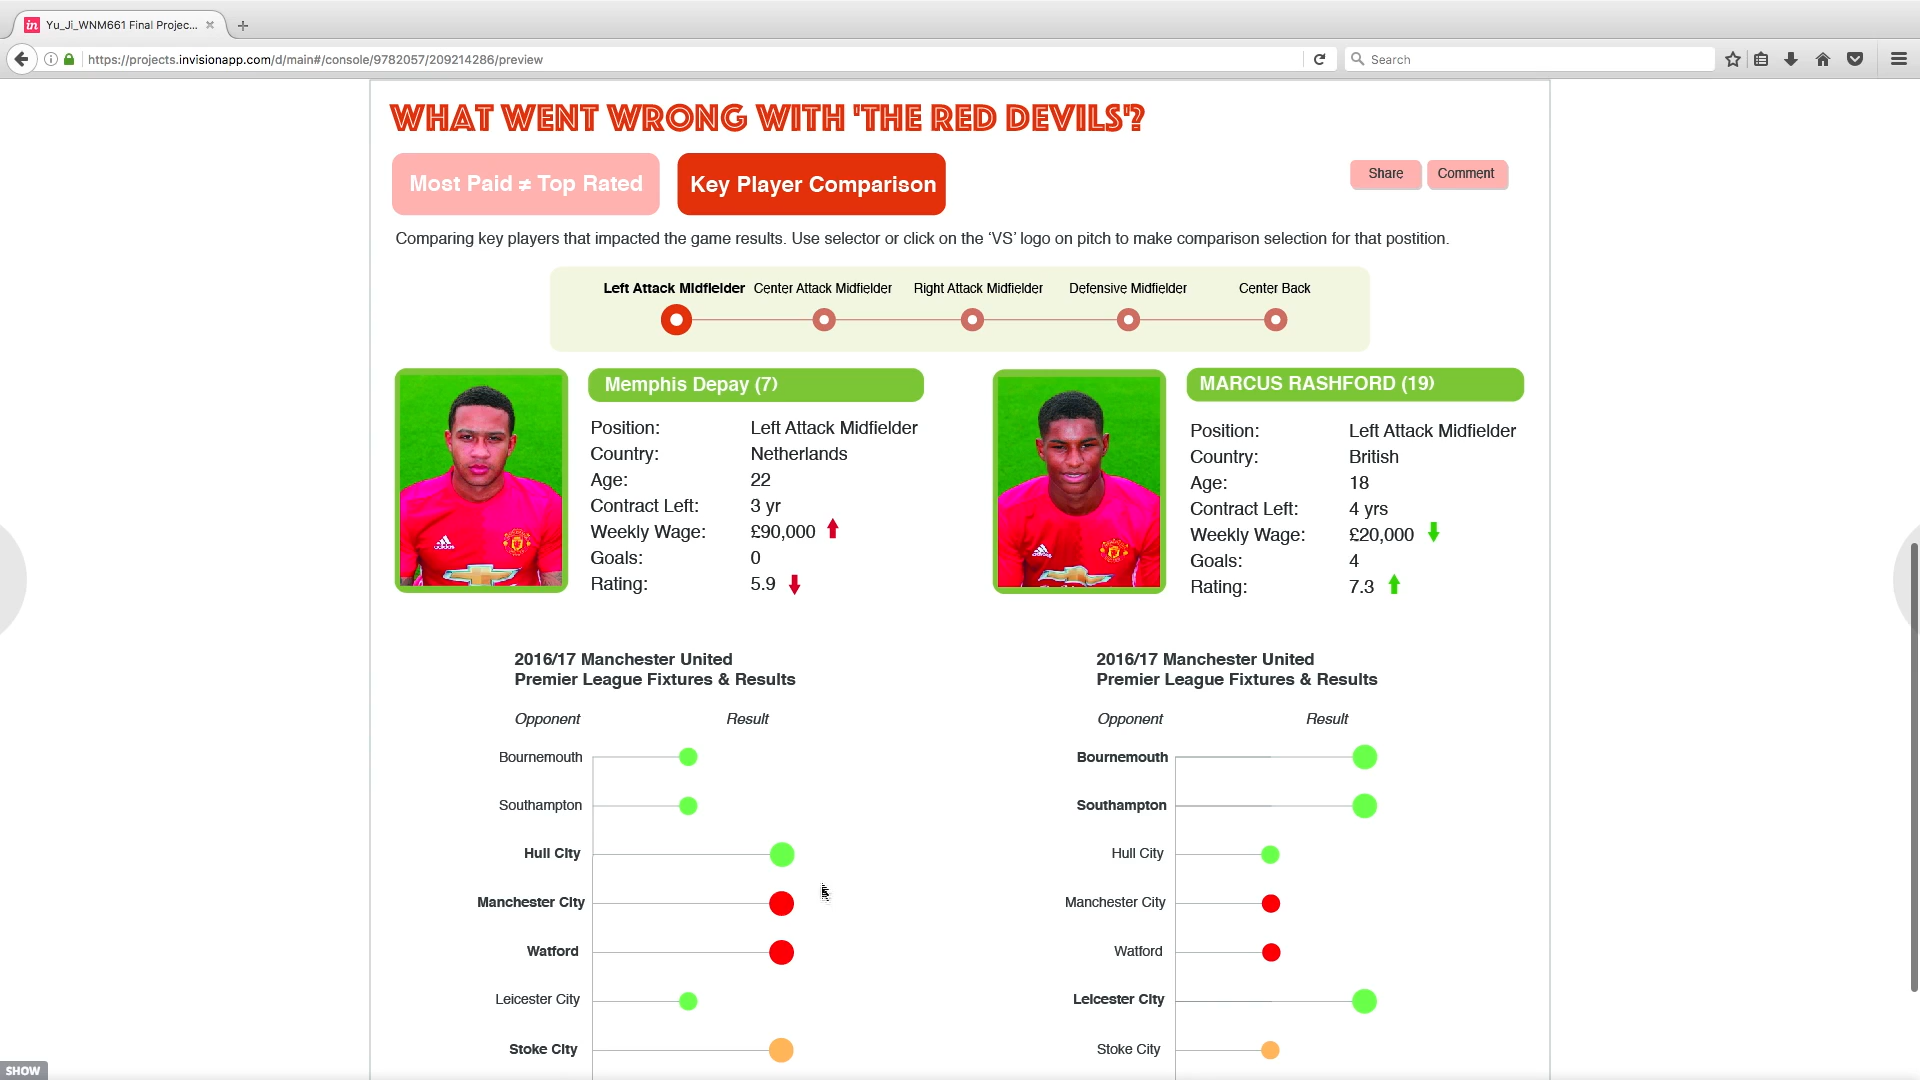 Yu_Ji_WNM661 Final Projec...
https://projects.invisionapp.com/d/main#/console/9782057/209214286/preview
Search
WHAT WENT WRONG WITH 'THE RED DEVILS'?
Most Paid ≠ Top Rated
Key Player Comparison
Share
Comment
Comparing key players that impacted the game results. Use selector or click on the ‘VS’ logo on pitch to make comparison selection for that postition.
Left Attack Midfielder Center Attack Midfielder Right Attack Midfielder Defensive Midfielder Center Back
Memphis Depay (7)
Position: Left Attack Midfielder
Country: Netherlands
Age: 22
Contract Left: 3 yr
Weekly Wage: £90,000
Goals: 0
Rating: 5.9
adidas
MARCUS RASHFORD (19)
Position: Left Attack Midfielder
Country: British
Age: 18
Contract Left: 4 yrs
Weekly Wage: £20,000
Goals: 4
Rating: 7.3
adidas
2016/17 Manchester United
Premier League Fixtures & Results
Opponent Result
Bournemouth
Southampton
Hull City
Manchester City
Watford
Leicester City
Stoke City
2016/17 Manchester United
Premier League Fixtures & Results
Opponent Result
Bournemouth
Southampton
Hull City
Manchester City
Watford
Leicester City
Stoke City
SHOW